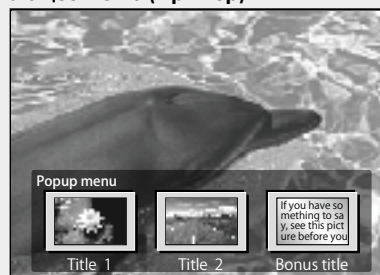 Popup menu
If you have so
mething to sa
y, see this pict
ure before you
Title 1
Title 2
Bonus title